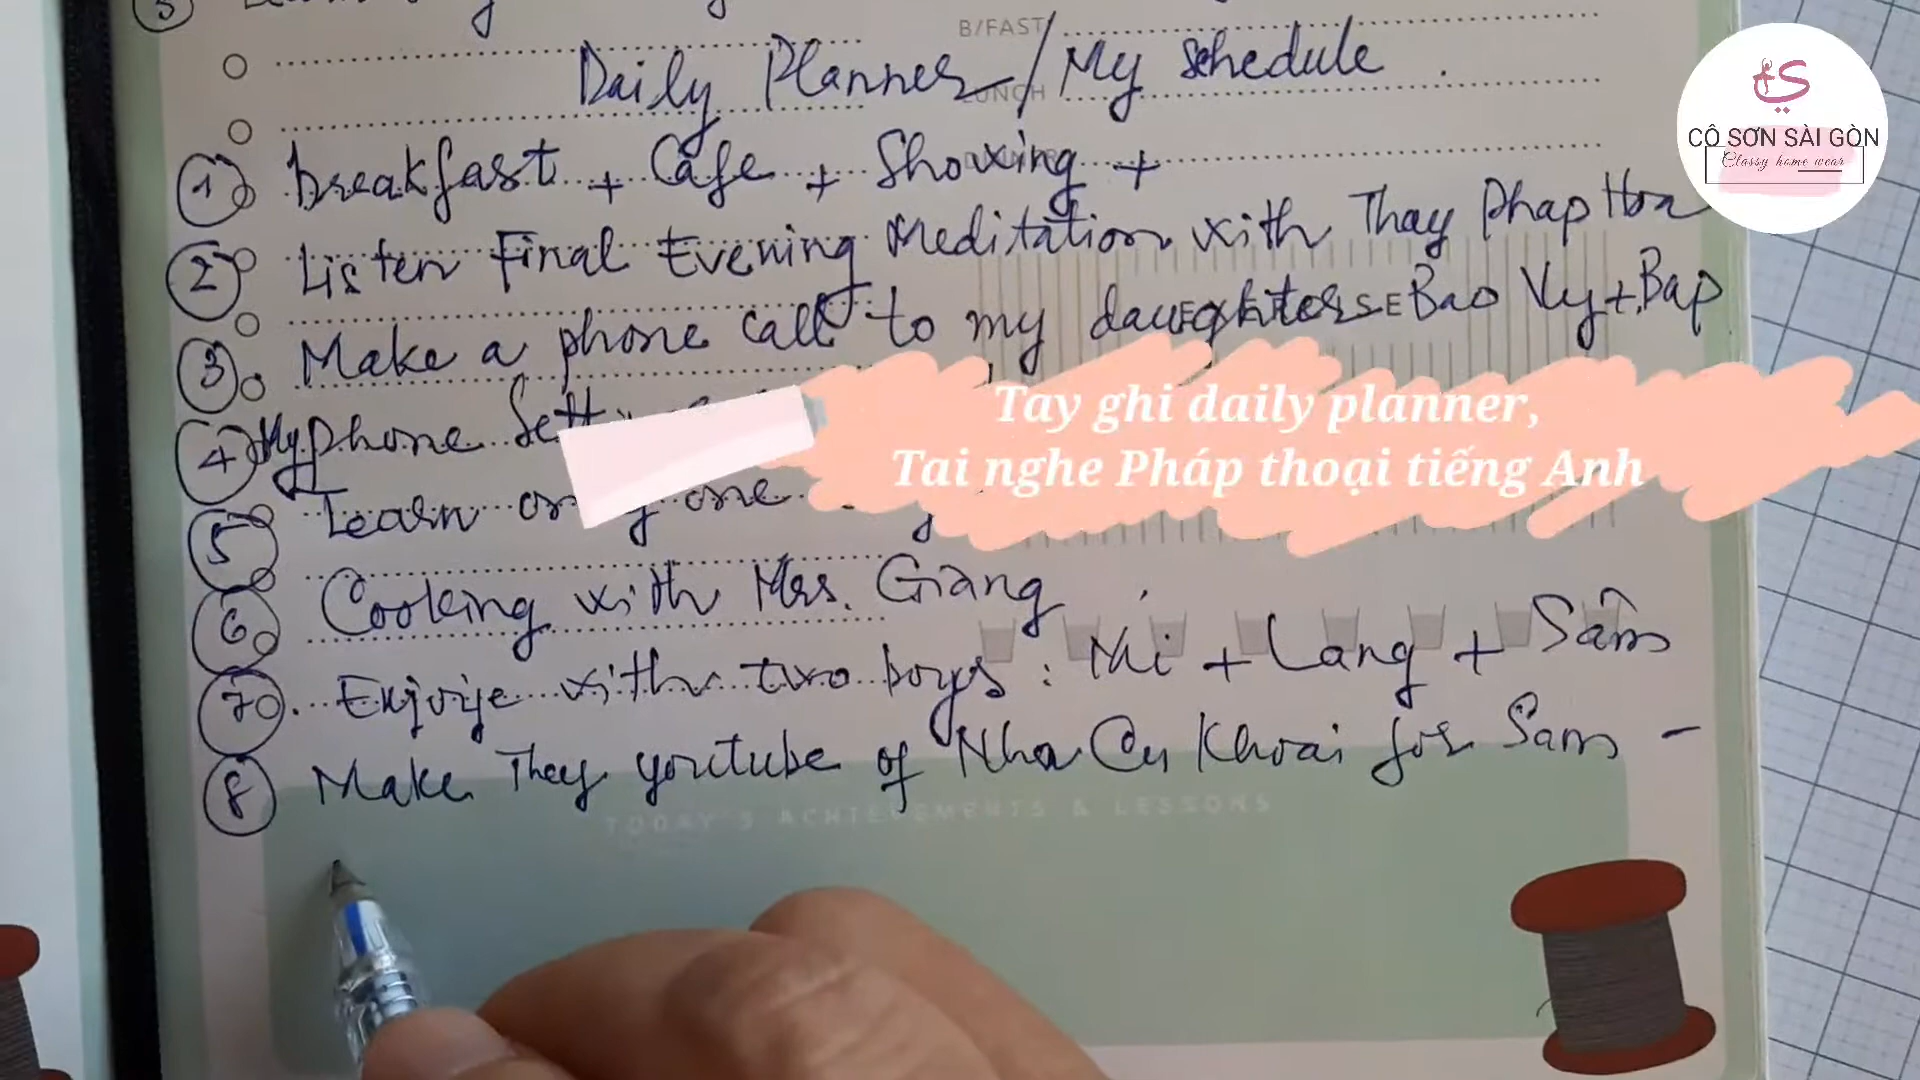 B/FAST
Daily Planner / My schedule
LUNCH
CÔ SƠN SÀI GÒN
Classy home wear
1 breakfast + Cafe + Showing +
2 Listen Final Evening Meditation with Thay Phap Hoa
3 Make a phone call to my daughters Bao Vy + Bap
4 My phone
Tay ghi daily planner,
Tai nghe Pháp thoại tiếng Anh
5 Learn one
6 Cooking with Mrs. Giang
7 Enjoije with two boys : Mi + Lang + Sâm
8 Make They youtube of Nha Cu Khoai for Sam -
TODAY'S ACHIEVEMENTS & LESSONS